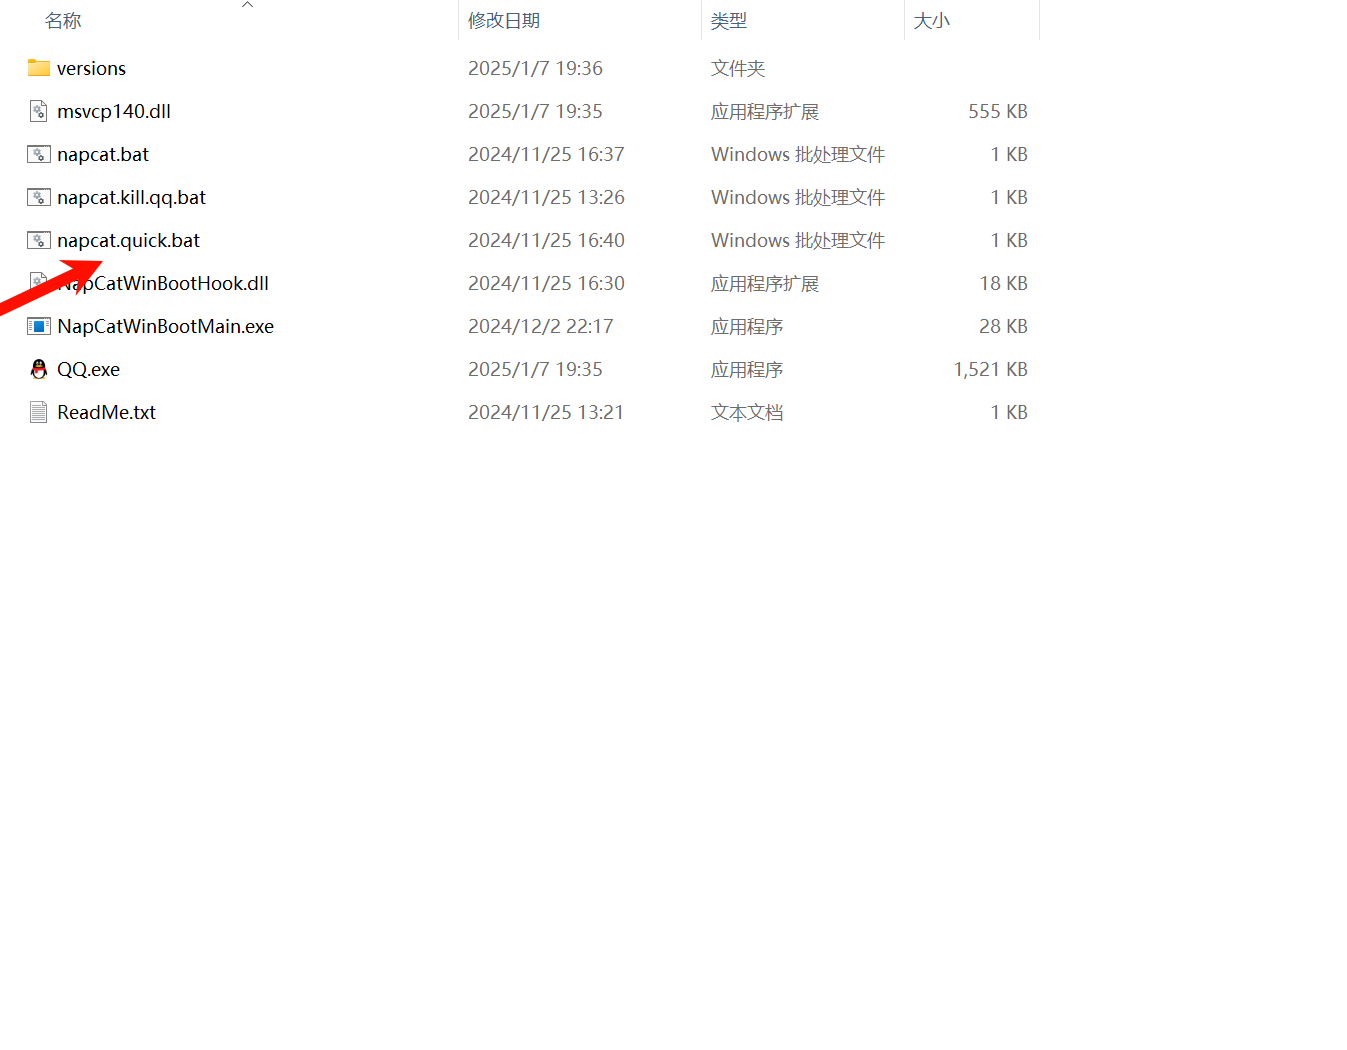 名称 修改日期 类型 大小
versions 2025/1/7 19:36 文件夹
msvcp140.dll 2025/1/7 19:35 应用程序扩展 555 KB
napcat.bat 2024/11/25 16:37 Windows 批处理文件 1 KB
napcat.kill.qq.bat 2024/11/25 13:26 Windows 批处理文件 1 KB
napcat.quick.bat 2024/11/25 16:40 Windows 批处理文件 1 KB
NapCatWinBootHook.dll 2024/11/25 16:30 应用程序扩展 18 KB
NapCatWinBootMain.exe 2024/12/2 22:17 应用程序 28 KB
QQ.exe 2025/1/7 19:35 应用程序 1,521 KB
ReadMe.txt 2024/11/25 13:21 文本文档 1 KB